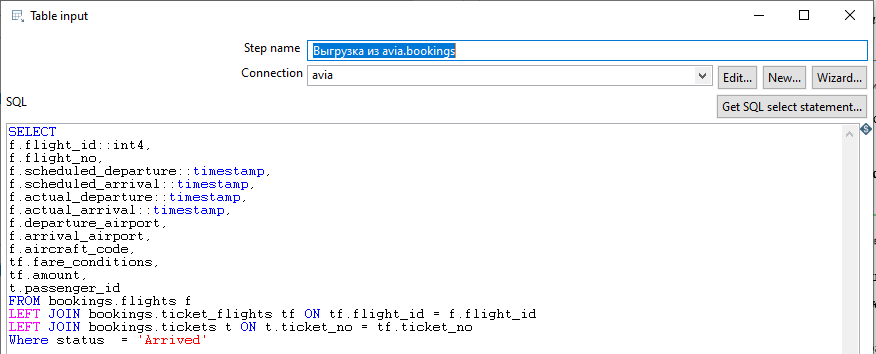 Table input
Step name Выгрузка из avia.bookings
Connection avia Edit... New... Wizard...
SQL Get SQL select statement...
SELECT
f.flight_id::int4,
f.flight_no,
f.scheduled_departure::timestamp,
f.scheduled_arrival::timestamp,
f.actual_departure::timestamp,
f.actual_arrival::timestamp,
f.departure_airport,
f.arrival_airport,
f.aircraft_code,
tf.fare_conditions,
tf.amount,
t.passenger_id
FROM bookings.flights f
LEFT JOIN bookings.ticket_flights tf ON tf.flight_id = f.flight_id
LEFT JOIN bookings.tickets t ON t.ticket_no = tf.ticket_no
Where status  = 'Arrived'